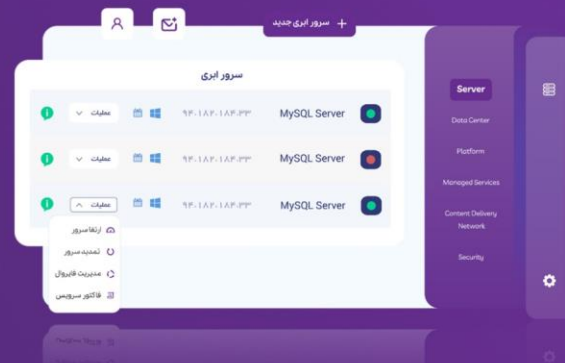 + سرور ابری جدید
سرور ابری
MySQL Server
۹۴.۱۸۲.۱۸۴.۳۳
عملیات
MySQL Server
۹۴.۱۸۲.۱۸۴.۳۳
عملیات
MySQL Server
۹۴.۱۸۲.۱۸۴.۳۳
عملیات
ارتقا سرور
تمدید سرور
مدیریت فایروال
فاکتور سرویس
Server
Data Center
Platform
Managed Services
Content Delivery
Network
Security